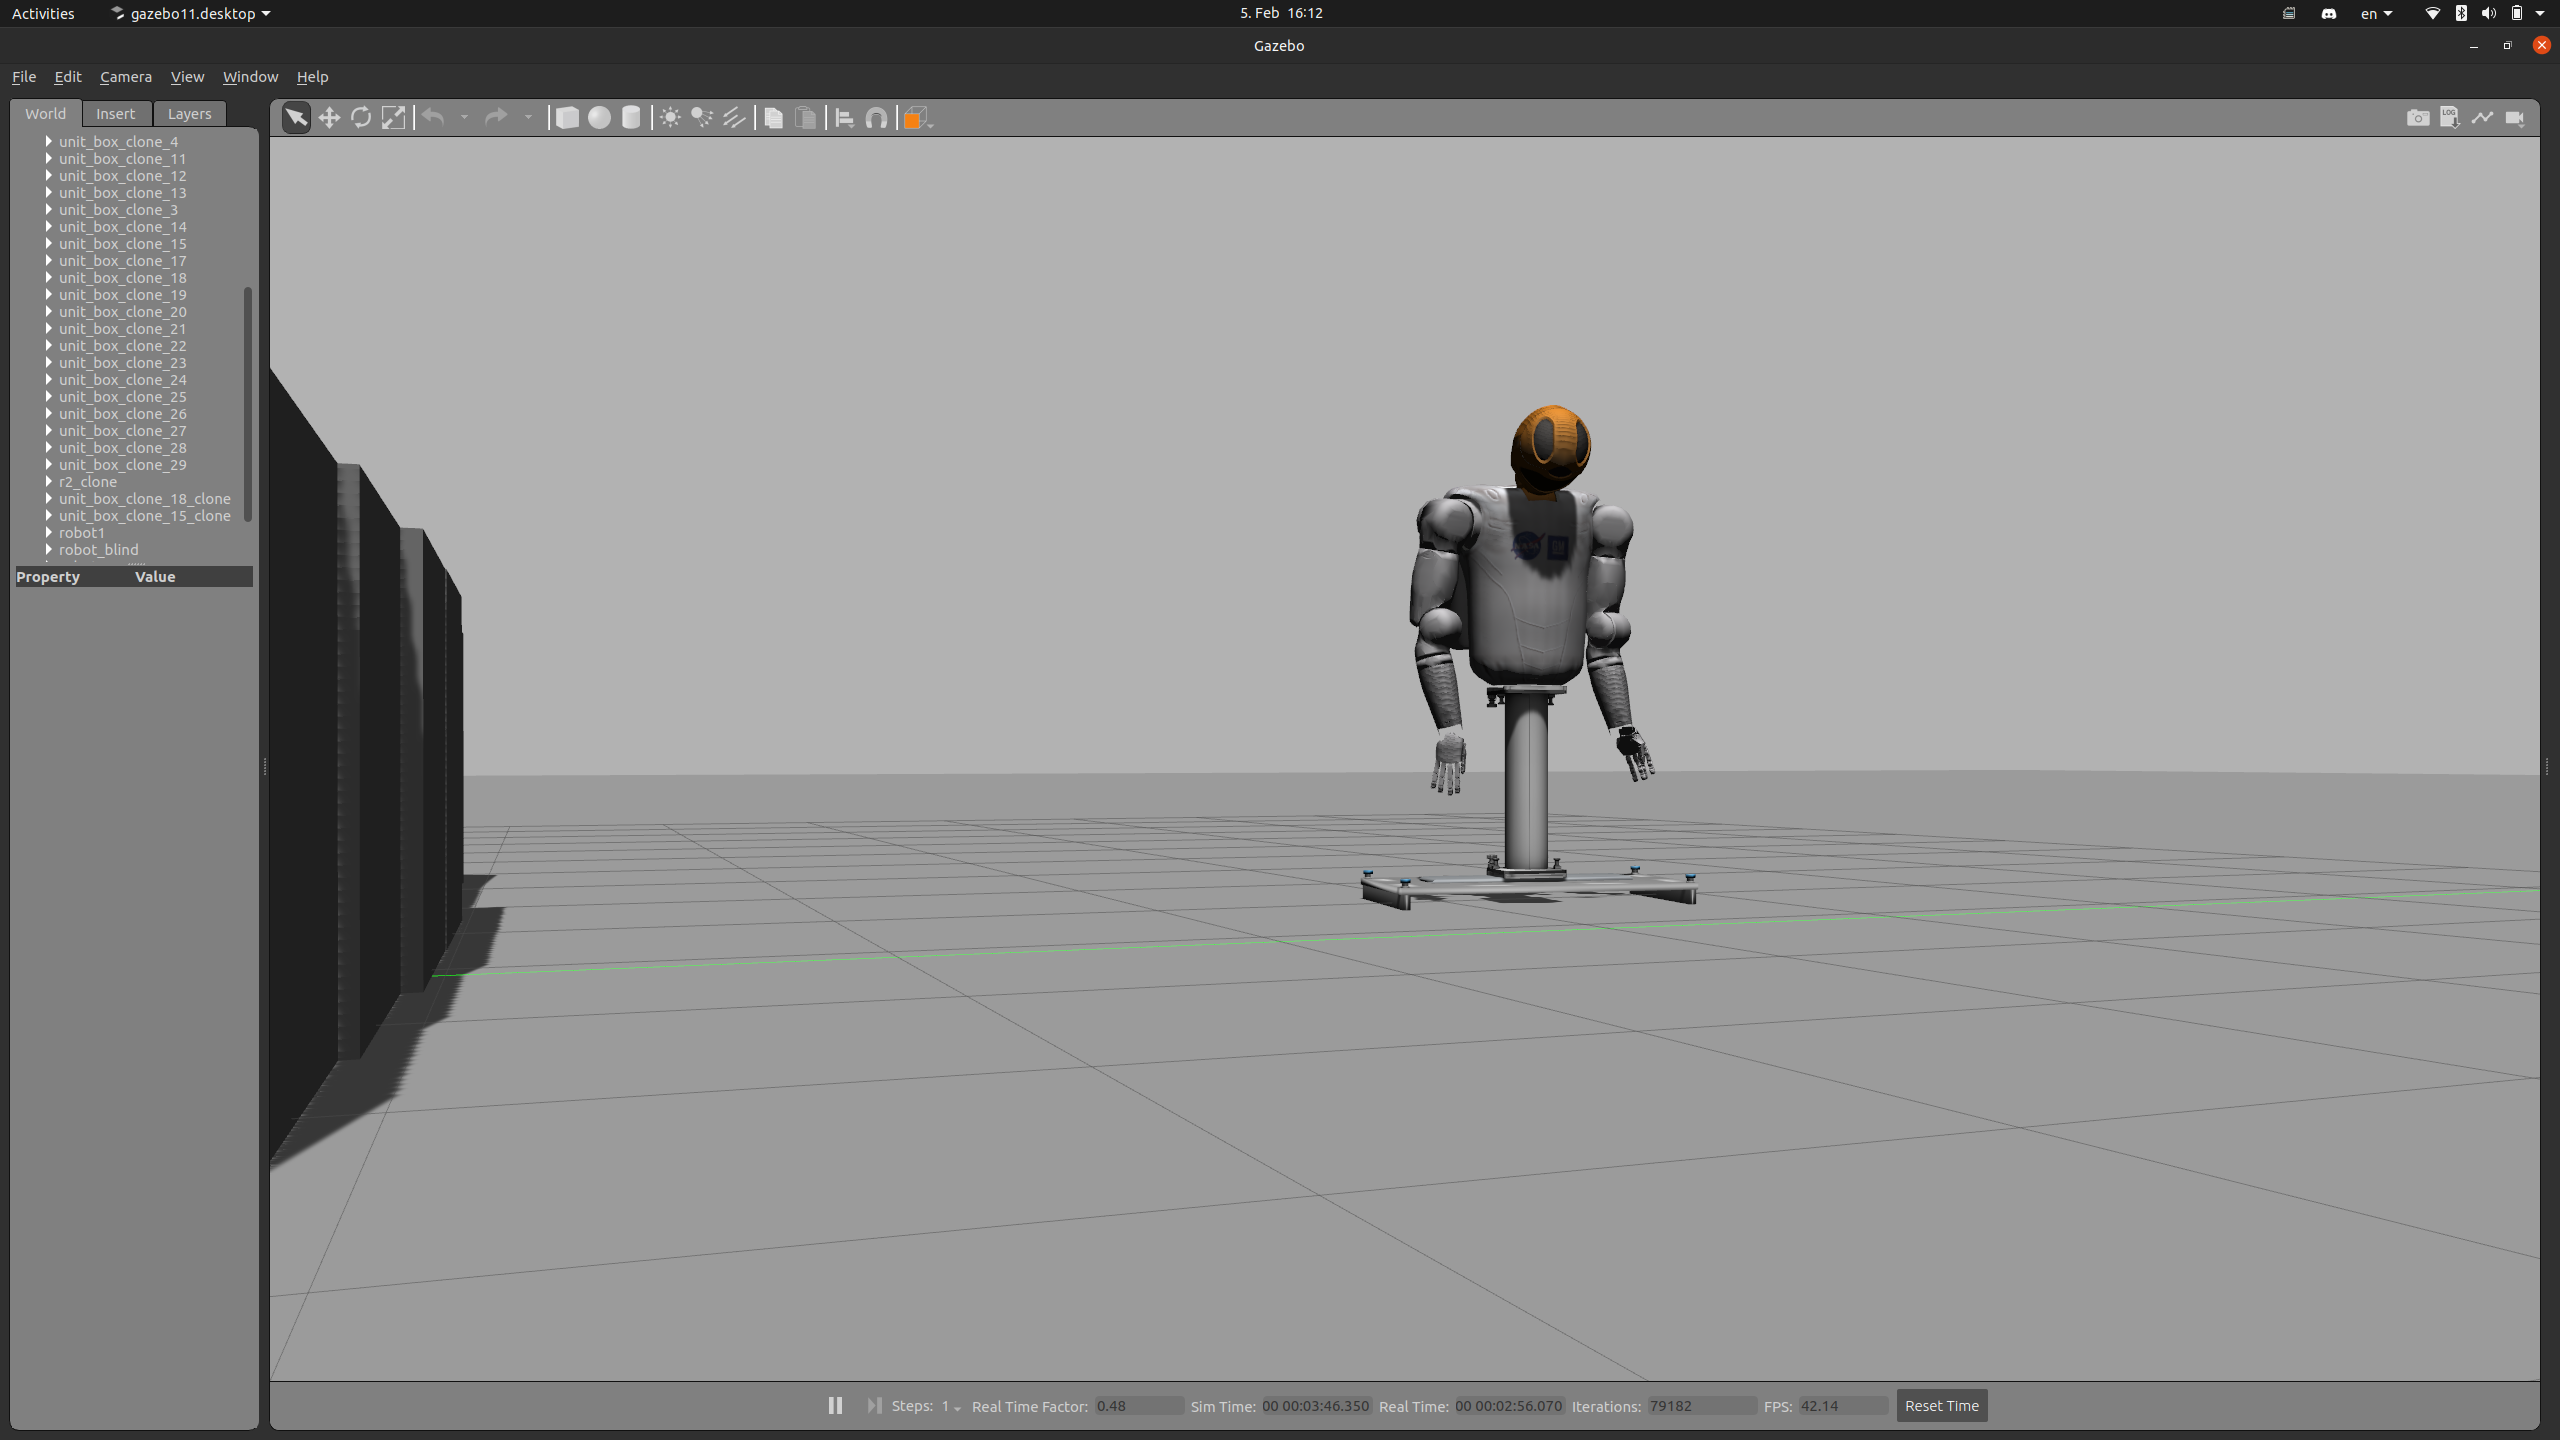 Activities gazebo11.desktop 5. Feb 16:12 en
Gazebo
File Edit Camera View Window Help
World Insert Layers
LOG
unit_box_clone_4
unit_box_clone_11
unit_box_clone_12
unit_box_clone_13
unit_box_clone_3
unit_box_clone_14
unit_box_clone_15
unit_box_clone_17
unit_box_clone_18
unit_box_clone_19
unit_box_clone_20
unit_box_clone_21
unit_box_clone_22
unit_box_clone_23
unit_box_clone_24
unit_box_clone_25
unit_box_clone_26
unit_box_clone_27
unit_box_clone_28
unit_box_clone_29
r2_clone
unit_box_clone_18_clone
unit_box_clone_15_clone
robot1
robot_blind
Property Value
NASA GM
Steps: 1 Real Time Factor: 0.48 Sim Time: 00 00:03:46.350 Real Time: 00 00:02:56.070 Iterations: 79182 FPS: 42.14 Reset Time